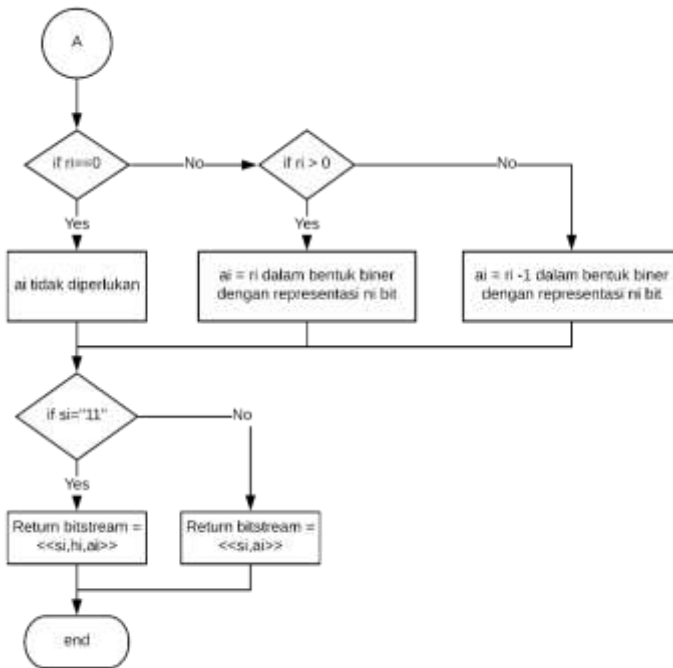 A
if ri==0
No
if ri > 0
No
Yes
Yes
ai tidak diperlukan
ai = ri dalam bentuk biner
dengan representasi ni bit
ai = ri -1 dalam bentuk biner
dengan representasi ni bit
if si="11"
No
Yes
Return bitstream =
<<si,hi,ai>>
Return bitstream =
<<si,ai>>
end